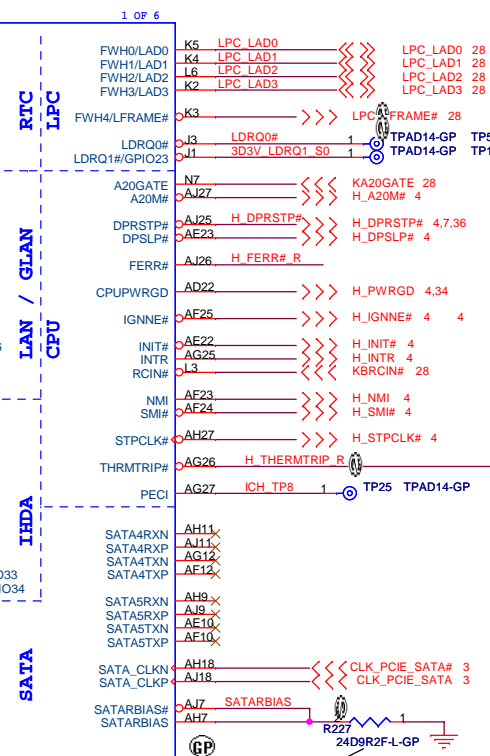 1 OF 6
RTC
LPC
FWH0/LAD0 K5 LPC_LAD0 LPC_LAD0 28
FWH1/LAD1 K4 LPC_LAD1 LPC_LAD1 28
FWH2/LAD2 L6 LPC_LAD2 LPC_LAD2 28
FWH3/LAD3 K2 LPC_LAD3 LPC_LAD3 28
FWH4/LFRAME# K3 LPC_FRAME# 28
LDRQ0# J3 LDRQ0# 1 TPAD14-GP TP5
LDRQ1#/GPIO23 J1 3D3V_LDRQ1_S0 1 TPAD14-GP TP1
LAN / GLAN
CPU
A20GATE N7 KA20GATE 28
A20M# AJ27 H_A20M# 4
DPRSTP# AJ25 H_DPRSTP# H_DPRSTP# 4,7,36
DPSLP# AE23 H_DPSLP# 4
FERR# AJ26 H_FERR#_R
CPUPWRGD AD22 H_PWRGD 4,34
IGNNE# AF25 H_IGNNE# 4 4
INIT# AE22 H_INIT# 4
INTR AG25 H_INTR 4
RCIN# L3 KBRCIN# 28
NMI AF23 H_NMI 4
SMI# AF24 H_SMI# 4
STPCLK# AH27 H_STPCLK# 4
THRMTRIP# AG26 H_THERMTRIP_R
PECI AG27 ICH_TP8 1 TP25 TPAD14-GP
IHDA
SATA4RXN AH11
SATA4RXP AJ11
SATA4TXN AG12
SATA4TXP AF12
O33
IO34
SATA5RXN AH9
SATA5RXP AJ9
SATA5TXN AE10
SATA5TXP AF10
SATA
SATA_CLKN AH18 CLK_PCIE_SATA# 3
SATA_CLKP AJ18 CLK_PCIE_SATA 3
SATARBIAS# AJ7 SATARBIAS
SATARBIAS AH7 R227 1
24D9R2F-L-GP
GP